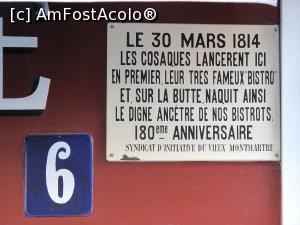 [c] AmFostAcolo®
E
LE 30 MARS 1814
LES COSAQUES LANCERENT ICI
EN PREMIER, LEUR TRES FAMEUX "BISTRO"
ET, SUR LA BUTTE, NAQUIT AINSI
LE DIGNE ANCÊTRE DE NOS BISTROTS.
180ème ANNIVERSAIRE
SYNDICAT D'INITIATIVE DU VIEUX MONTMARTRE
6